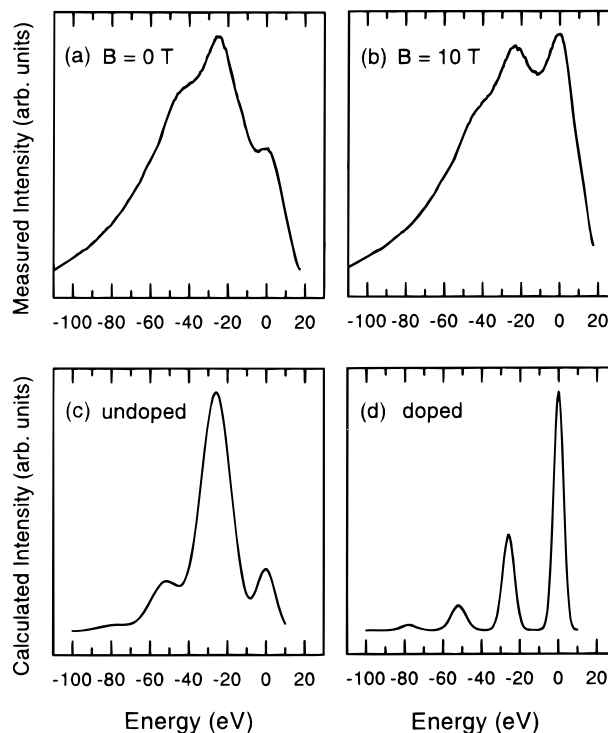 Measured Intensity (arb. units)
(a) B = 0 T
(b) B = 10 T
-100 -80 -60 -40 -20 0 20
-100 -80 -60 -40 -20 0 20
Calculated Intensity (arb. units)
(c) undoped
(d) doped
-100 -80 -60 -40 -20 0 20
-100 -80 -60 -40 -20 0 20
Energy (eV)
Energy (eV)